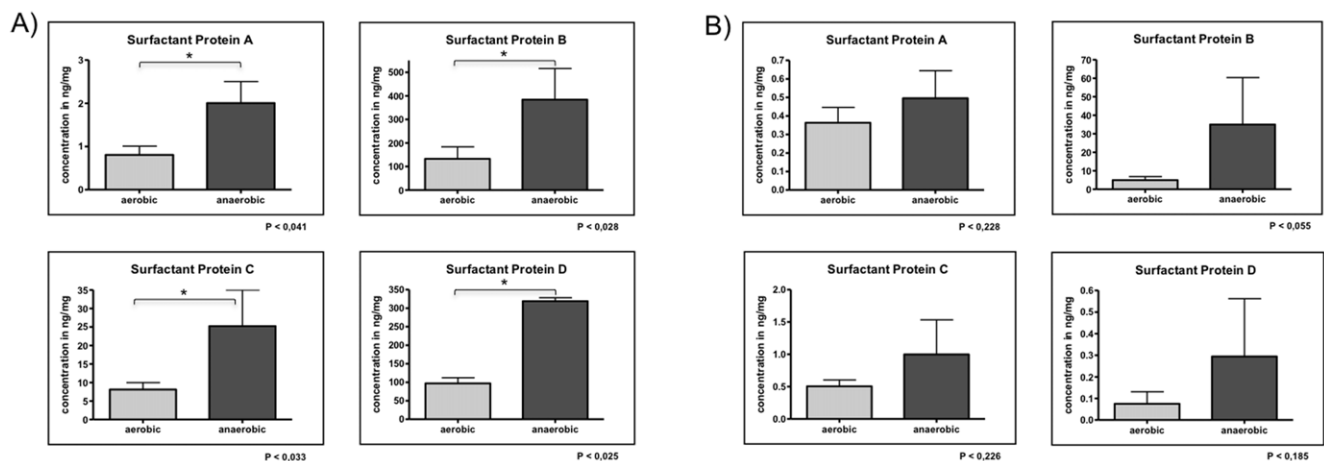 A)
Surfactant Protein A
concentration in ng/mg
3
2
1
0
*
aerobic anaerobic
P < 0,041
Surfactant Protein B
concentration in ng/mg
500
400
300
200
100
0
*
aerobic anaerobic
P < 0,028
Surfactant Protein C
concentration in ng/mg
35
30
25
20
15
10
5
0
*
aerobic anaerobic
P < 0,033
Surfactant Protein D
concentration in ng/mg
350
300
250
200
150
100
50
0
*
aerobic anaerobic
P < 0,025
B)
Surfactant Protein A
concentration in ng/mg
0.7
0.6
0.5
0.4
0.3
0.2
0.1
0.0
aerobic anaerobic
P < 0,228
Surfactant Protein B
concentration in ng/mg
70
60
50
40
30
20
10
0
aerobic anaerobic
P < 0,055
Surfactant Protein C
concentration in ng/mg
2.0
1.5
1.0
0.5
0.0
aerobic anaerobic
P < 0,226
Surfactant Protein D
concentration in ng/mg
0.6
0.5
0.4
0.3
0.2
0.1
0.0
aerobic anaerobic
P < 0,185